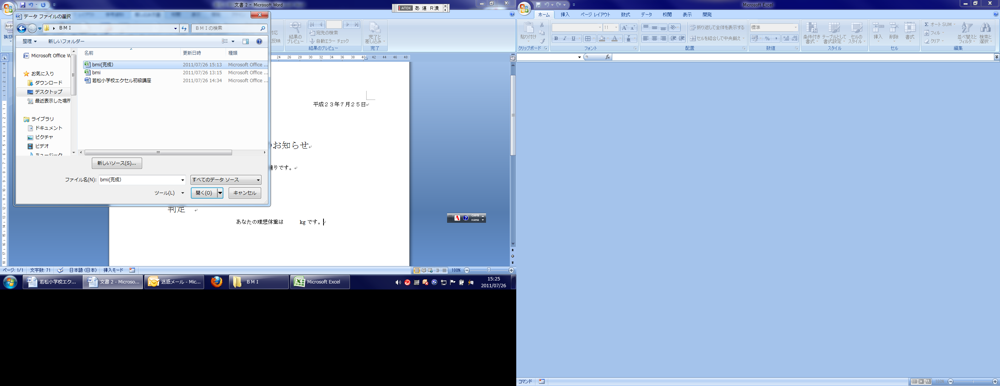 文書 2 - Microsoft Word
ATOK あ 連 R漢
データ ファイルの選択
BMI
BMIの検索
整理
新しいフォルダー
Microsoft Office W
お気に入り
ダウンロード
デスクトップ
最近表示した場所
ライブラリ
ドキュメント
ピクチャ
ビデオ
ミュージック
名前 更新日時 種類
bmi(完成) 2011/07/26 15:13 Microsoft Office ...
bmi 2011/07/26 13:15 Microsoft Office ...
若松小学校エクセル初級講座 2011/07/26 14:34 Microsoft Office ...
新しいソース(S)...
ファイル名(N): bmi(完成)
すべてのデータ ソース
ツール(L)
開く(O)
キャンセル
挨拶
対応
反映
結果の
プレビュー
宛先の検索
自動エラー チェック
結果のプレビュー
完了と
差し込み
完了
24 26 28 30 32 34 36 38 40 42 44 46 48
平成23年7月25日
お知らせ
通りです。
判定
あなたの理想体重は kg です。
CAPS
KANA
ページ: 1/1
文字数: 71
日本語 (日本)
挿入モード
100%
若松小学校エク...
文書 2 - Microso...
迷惑メール - Mic...
BMI
Microsoft Excel
15:25
2011/07/26
Microsoft Excel
ホーム 挿入 ページ レイアウト 数式 データ 校閲 表示 開発
貼り付け
クリップボード
11
B I U
フォント
折り返して全体を表示する
セルを結合して中央揃え
配置
標準
数値
条件付き
書式
テーブルとして
書式設定
セルの
スタイル
スタイル
挿入
削除
書式
セル
Σ オート SUM
フィル
クリア
並べ替えと
フィルタ
検索と
選択
編集
fx
コマンド
100%